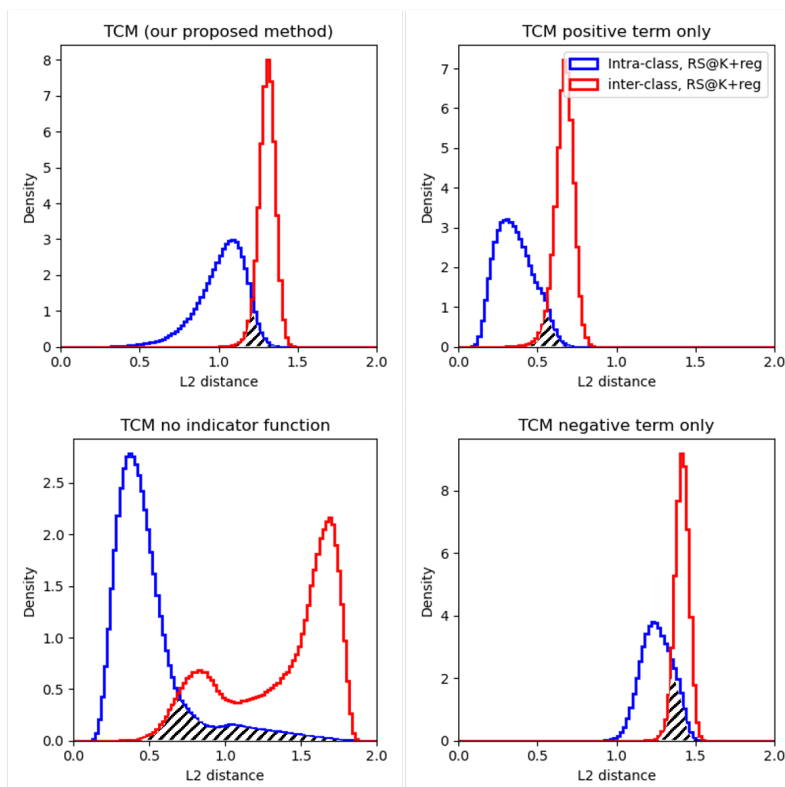 TCM (our proposed method)
8
7
6
5
4
3
2
1
0
Density
0.0 0.5 1.0 1.5 2.0
L2 distance
TCM positive term only
Intra-class, RS@K+reg
inter-class, RS@K+reg
7
6
5
4
3
2
1
0
Density
0.0 0.5 1.0 1.5 2.0
L2 distance
TCM no indicator function
2.5
2.0
1.5
1.0
0.5
0.0
Density
0.0 0.5 1.0 1.5 2.0
L2 distance
TCM negative term only
8
6
4
2
0
Density
0.0 0.5 1.0 1.5 2.0
L2 distance